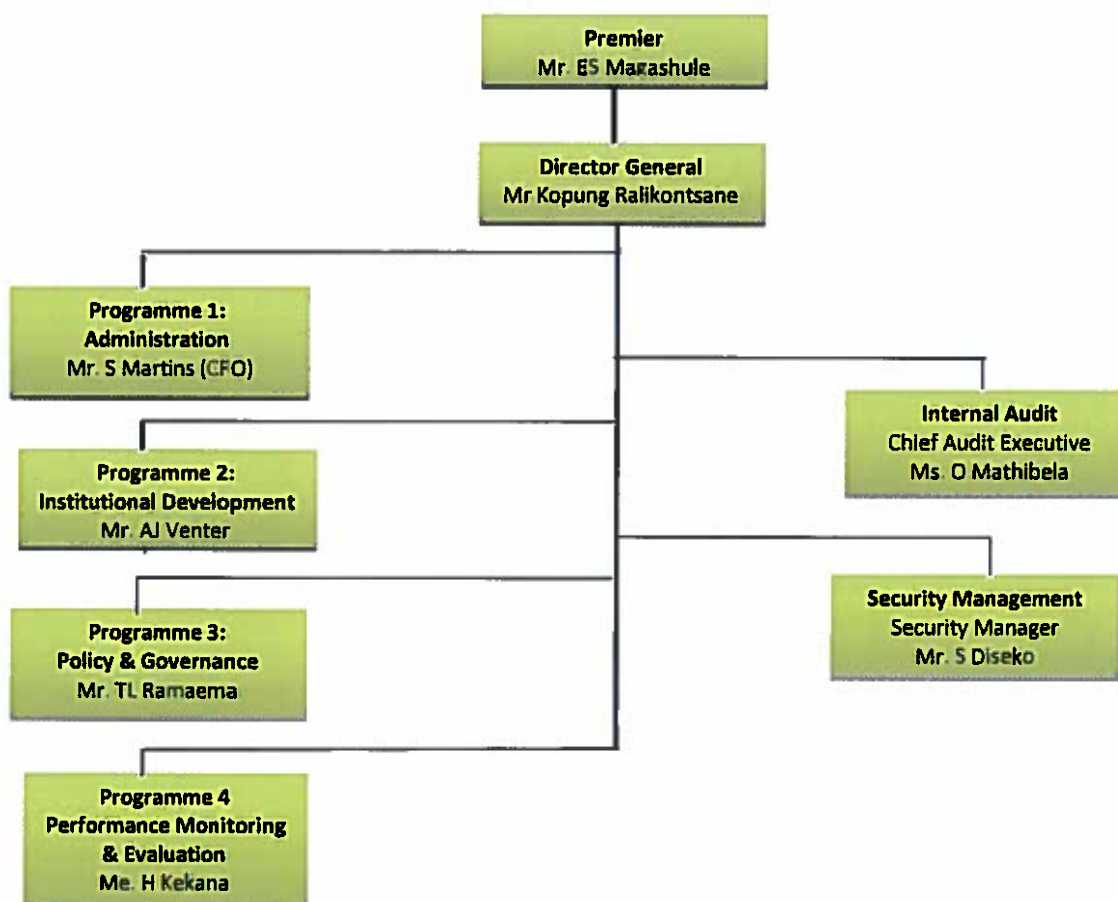 Premier
Mr. ES Magashule
Director General
Mr Kopung Ralikontsane
Programme 1:
Administration
Mr. S Martins (CFO)
Internal Audit
Chief Audit Executive
Ms. O Mathibela
Programme 2:
Institutional Development
Mr. AJ Venter
Security Management
Security Manager
Mr. S Diseko
Programme 3:
Policy & Governance
Mr. TL Ramaema
Programme 4
Performance Monitoring
& Evaluation
Me. H Kekana